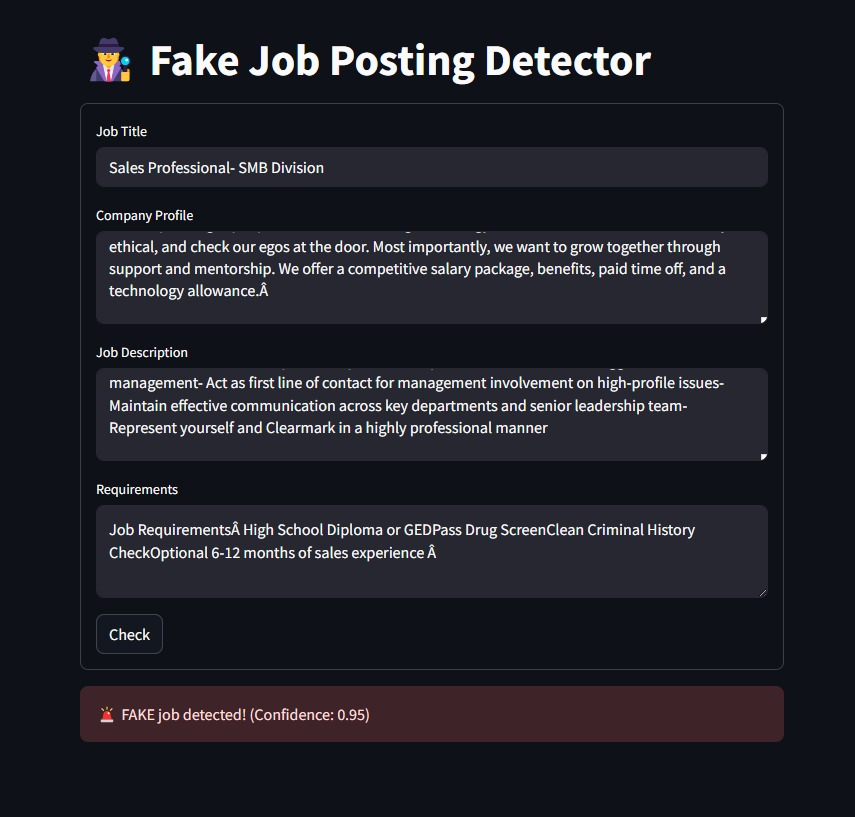 Fake Job Posting Detector
Job Title
Sales Professional- SMB Division
Company Profile
ethical, and check our egos at the door. Most importantly, we want to grow together through
support and mentorship. We offer a competitive salary package, benefits, paid time off, and a
technology allowance.Â
Job Description
management- Act as first line of contact for management involvement on high-profile issues-
Maintain effective communication across key departments and senior leadership team-
Represent yourself and Clearmark in a highly professional manner
Requirements
Job RequirementsÂ High School Diploma or GEDPass Drug ScreenClean Criminal History
CheckOptional 6-12 months of sales experience Â
Check
🚨 FAKE job detected! (Confidence: 0.95)